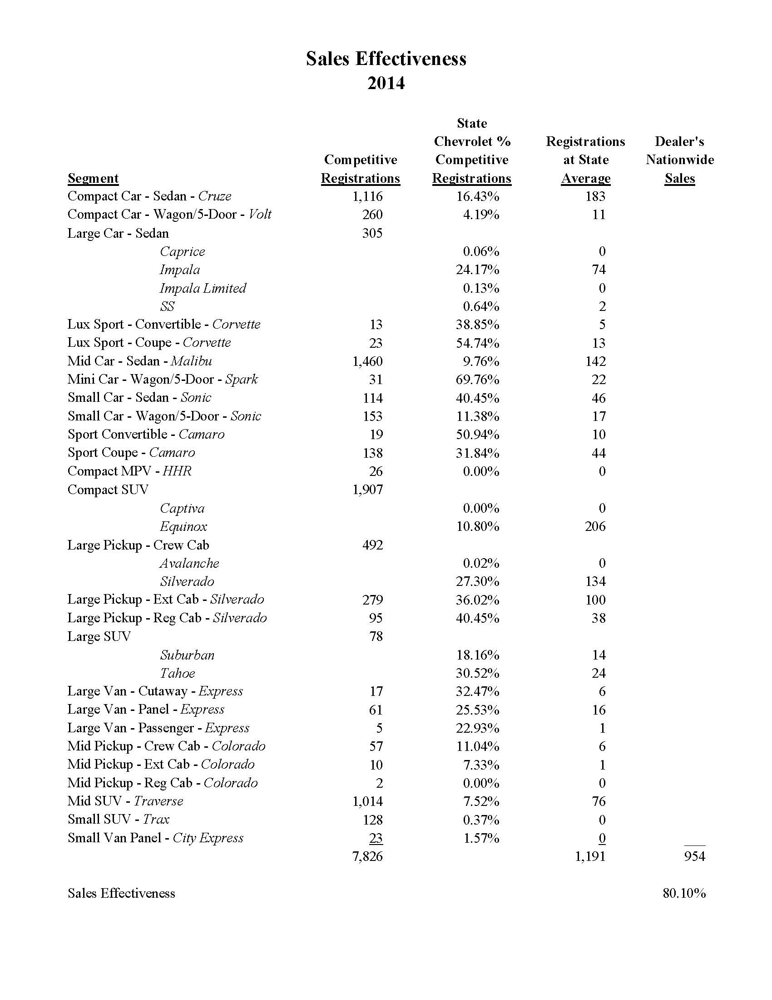 Sales Effectiveness
2014
State
Chevrolet % Registrations Dealer's
Competitive Competitive at State Nationwide
Segment Registrations Registrations Average Sales
Compact Car - Sedan - Cruze 1,116 16.43% 183
Compact Car - Wagon/5-Door - Volt 260 4.19% 11
Large Car - Sedan 305
Caprice 0.06% 0
Impala 24.17% 74
Impala Limited 0.13% 0
SS 0.64% 2
Lux Sport - Convertible - Corvette 13 38.85% 5
Lux Sport - Coupe - Corvette 23 54.74% 13
Mid Car - Sedan - Malibu 1,460 9.76% 142
Mini Car - Wagon/5-Door - Spark 31 69.76% 22
Small Car - Sedan - Sonic 114 40.45% 46
Small Car - Wagon/5-Door - Sonic 153 11.38% 17
Sport Convertible - Camaro 19 50.94% 10
Sport Coupe - Camaro 138 31.84% 44
Compact MPV - HHR 26 0.00% 0
Compact SUV 1,907
Captiva 0.00% 0
Equinox 10.80% 206
Large Pickup - Crew Cab 492
Avalanche 0.02% 0
Silverado 27.30% 134
Large Pickup - Ext Cab - Silverado 279 36.02% 100
Large Pickup - Reg Cab - Silverado 95 40.45% 38
Large SUV 78
Suburban 18.16% 14
Tahoe 30.52% 24
Large Van - Cutaway - Express 17 32.47% 6
Large Van - Panel - Express 61 25.53% 16
Large Van - Passenger - Express 5 22.93% 1
Mid Pickup - Crew Cab - Colorado 57 11.04% 6
Mid Pickup - Ext Cab - Colorado 10 7.33% 1
Mid Pickup - Reg Cab - Colorado 2 0.00% 0
Mid SUV - Traverse 1,014 7.52% 76
Small SUV - Trax 128 0.37% 0
Small Van Panel - City Express 23 1.57% 0
7,826 1,191 954
Sales Effectiveness 80.10%